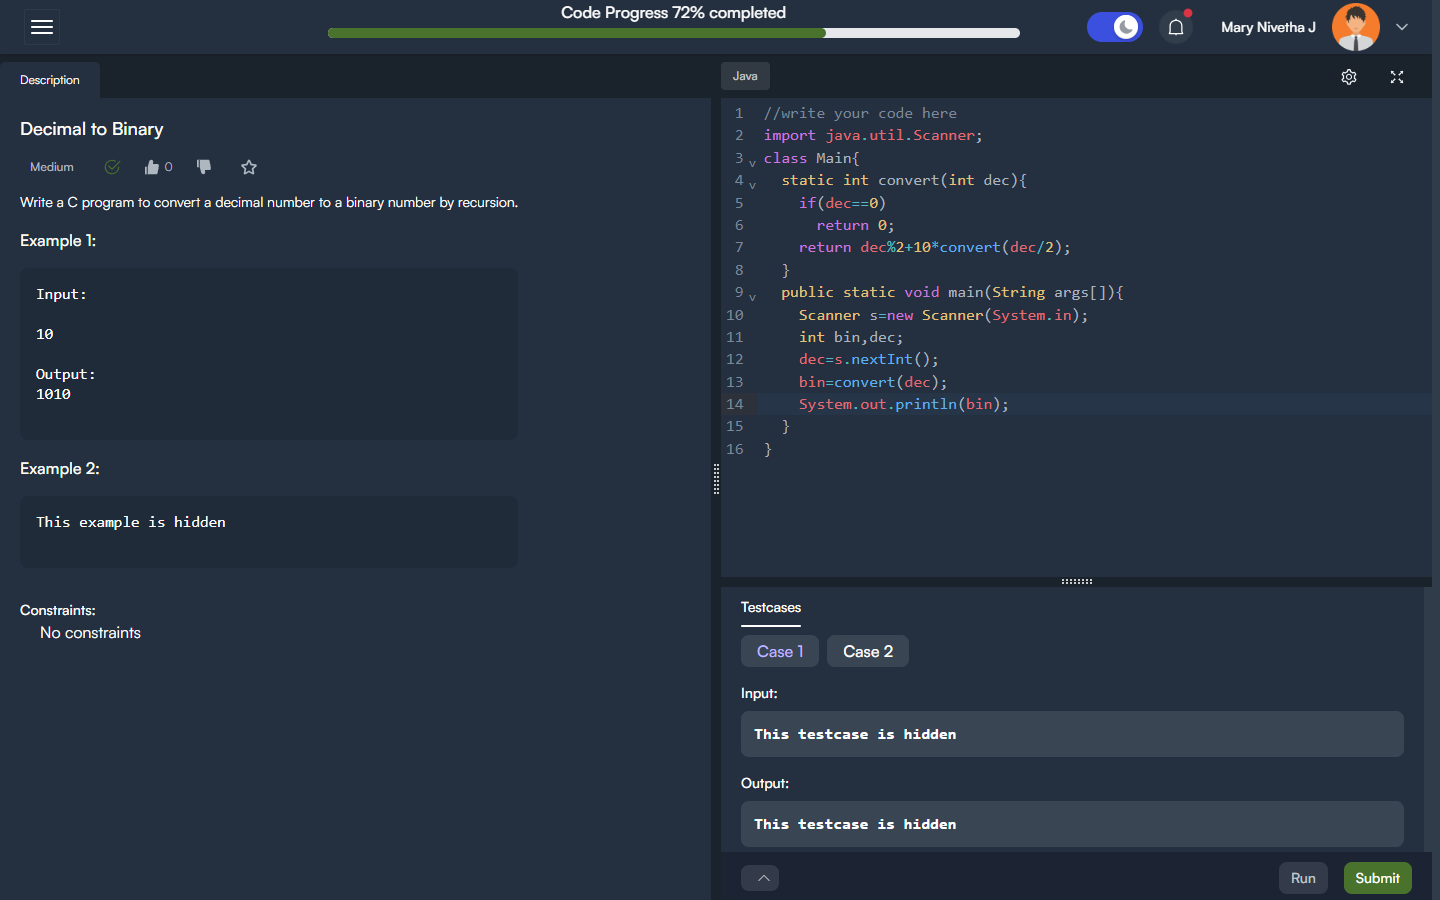 Code Progress 72% completed
Mary Nivetha J
Description
Decimal to Binary
Medium
0
Write a C program to convert a decimal number to a binary number by recursion.
Example 1:
Input:
10
Output:
1010
Example 2:
This example is hidden
Constraints:
No constraints
Java
1 //write your code here
2 import java.util.Scanner;
3 class Main{
4 static int convert(int dec){
5 if(dec==0)
6 return 0;
7 return dec%2+10*convert(dec/2);
8 }
9 public static void main(String args[]){
10 Scanner s=new Scanner(System.in);
11 int bin,dec;
12 dec=s.nextInt();
13 bin=convert(dec);
14 System.out.println(bin);
15 }
16 }
Testcases
Case 1 Case 2
Input:
This testcase is hidden
Output:
This testcase is hidden
Run Submit